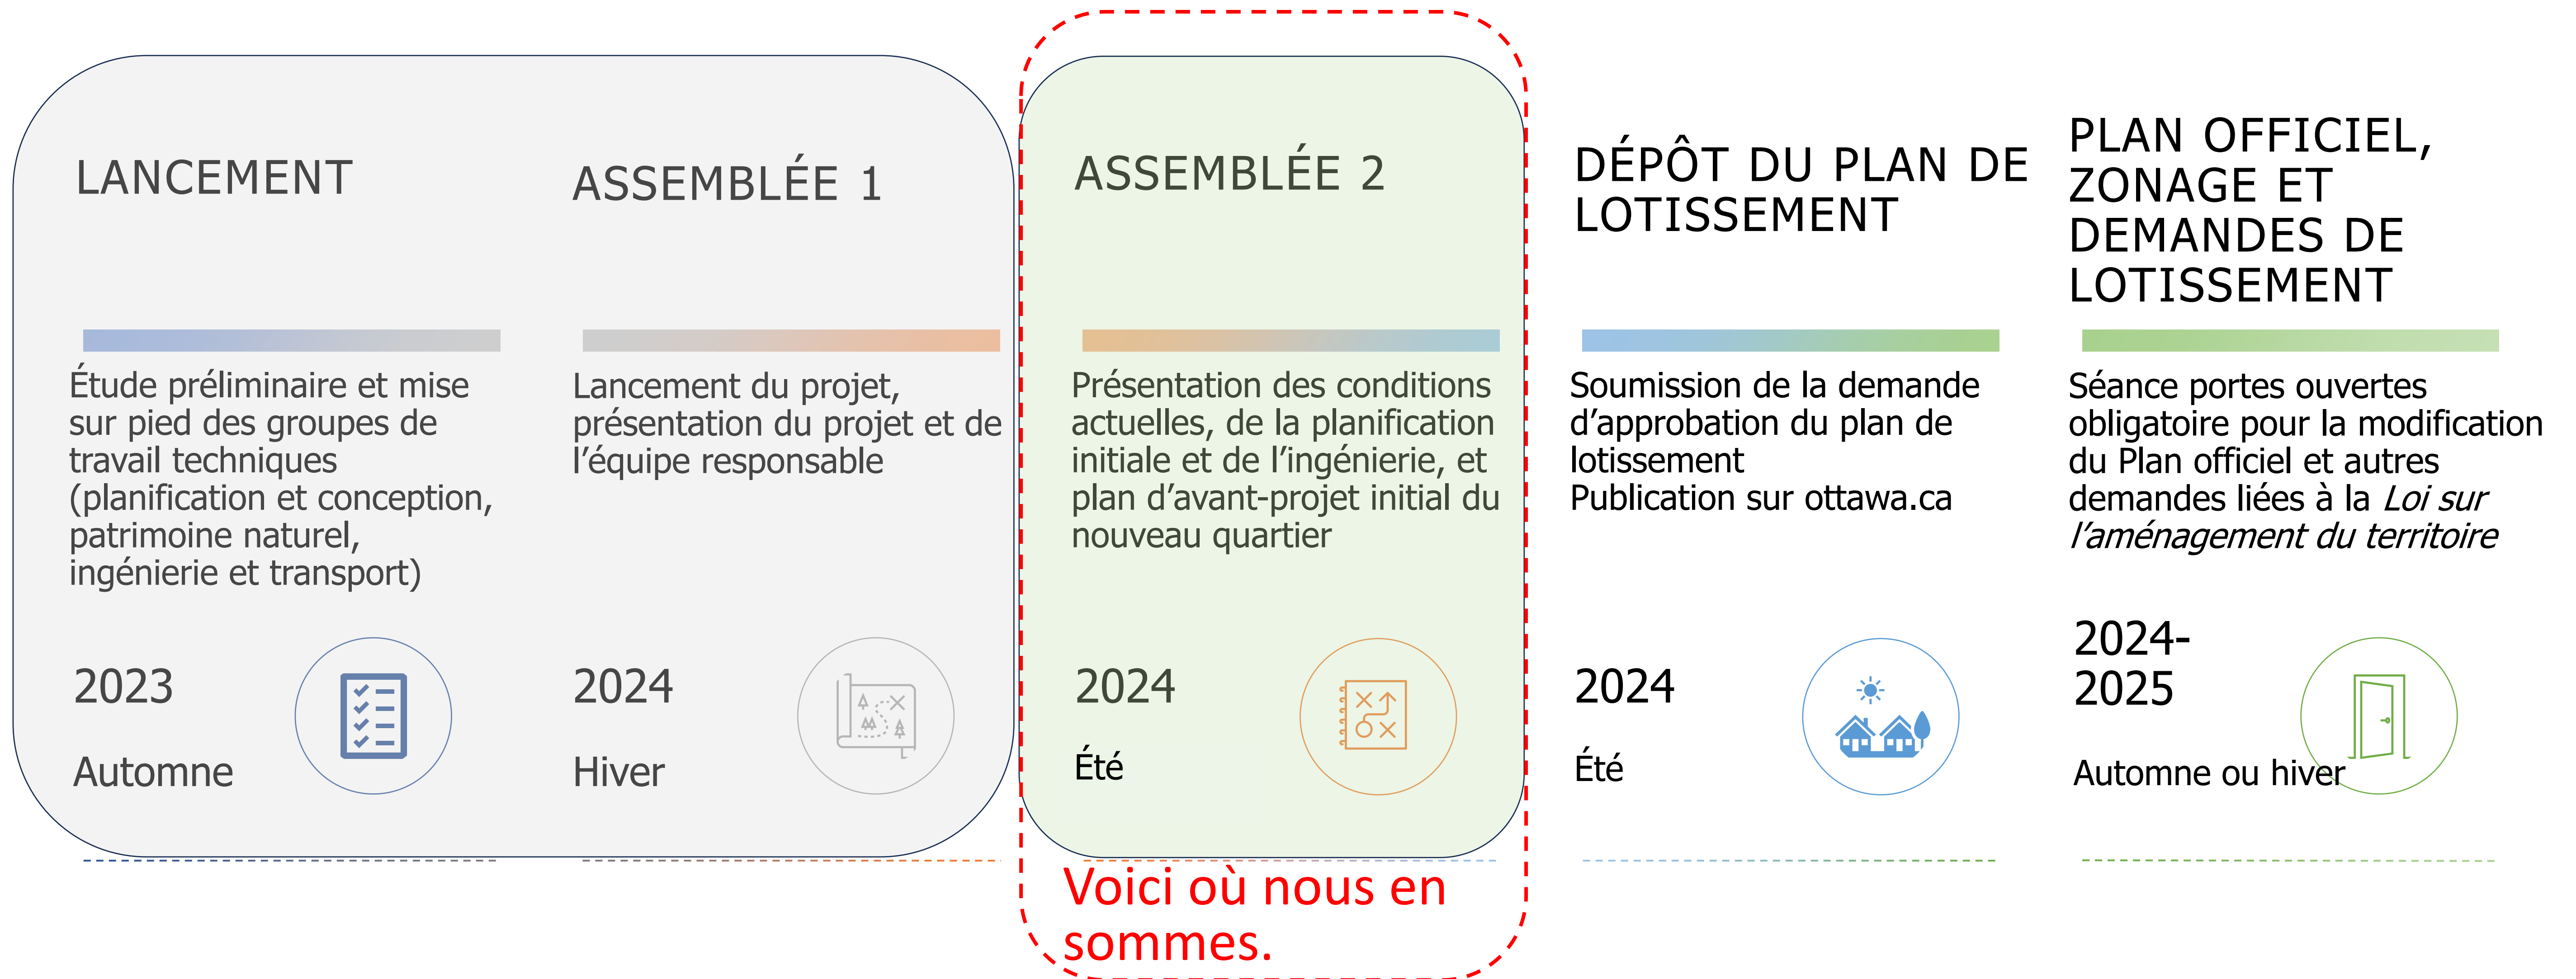 LANCEMENT
Étude préliminaire et mise
sur pied des groupes de
travail techniques
(planification et conception,
patrimoine naturel,
ingénierie et transport)
2023
Automne
ASSEMBLÉE 1
Lancement du projet,
présentation du projet et de
l’équipe responsable
2024
Hiver
ASSEMBLÉE 2
Présentation des conditions
actuelles, de la planification
initiale et de l’ingénierie, et
plan d’avant-projet initial du
nouveau quartier
2024
Été
Voici où nous en
sommes.
DÉPÔT DU PLAN DE
LOTISSEMENT
Soumission de la demande
d’approbation du plan de
lotissement
Publication sur ottawa.ca
2024
Été
PLAN OFFICIEL,
ZONAGE ET
DEMANDES DE
LOTISSEMENT
Séance portes ouvertes
obligatoire pour la modification
du Plan officiel et autres
demandes liées à la Loi sur
l’aménagement du territoire
2024-
2025
Automne ou hiver